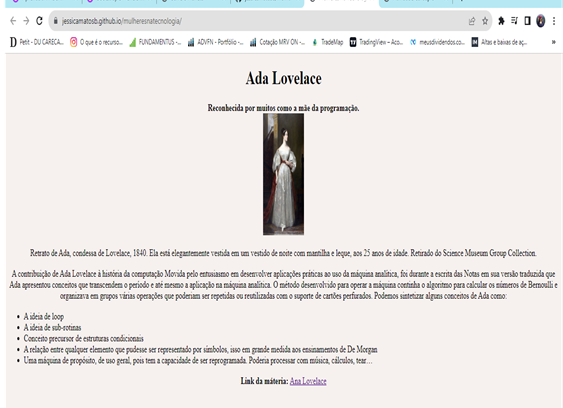 jessicamatosb.github.io/mulheresnatecnologia/
Petit - DU CARECA... O que é o recurso... FUNDAMENTUS -... ADVFN - Portfólio -... Cotação MRV ON -... TradeMap TradingView – Aco... meusdividendos.co... Altas e baixas de aç... »
Ada Lovelace
Reconhecida por muitos como a mãe da programação.
Retrato de Ada, condessa de Lovelace, 1840. Ela está elegantemente vestida em um vestido de noite com mantilha e leque, aos 25 anos de idade. Retirado do Science Museum Group Collection.
A contribuição de Ada Lovelace à história da computação Movida pelo entusiasmo em desenvolver aplicações práticas ao uso da máquina analítica, foi durante a escrita das Notas em sua versão traduzida que
Ada apresentou conceitos que transcendem o período e até mesmo a aplicação na máquina analítica. O método desenvolvido para operar a máquina continha o algoritmo para calcular os números de Bernoulli e
organizava em grupos várias operações que poderiam ser repetidas ou reutilizadas com o suporte de cartões perfurados. Podemos sintetizar alguns conceitos de Ada como:
• A ideia de loop
• A ideia de sub-rotinas
• Conceito precursor de estruturas condicionais
• A relação entre qualquer elemento que pudesse ser representado por símbolos, isso em grande medida aos ensinamentos de De Morgan
• Uma máquina de propósito, de uso geral, pois tem a capacidade de ser reprogramada. Poderia processar com música, cálculos, tear…
Link da máteria: Ana Lovelace